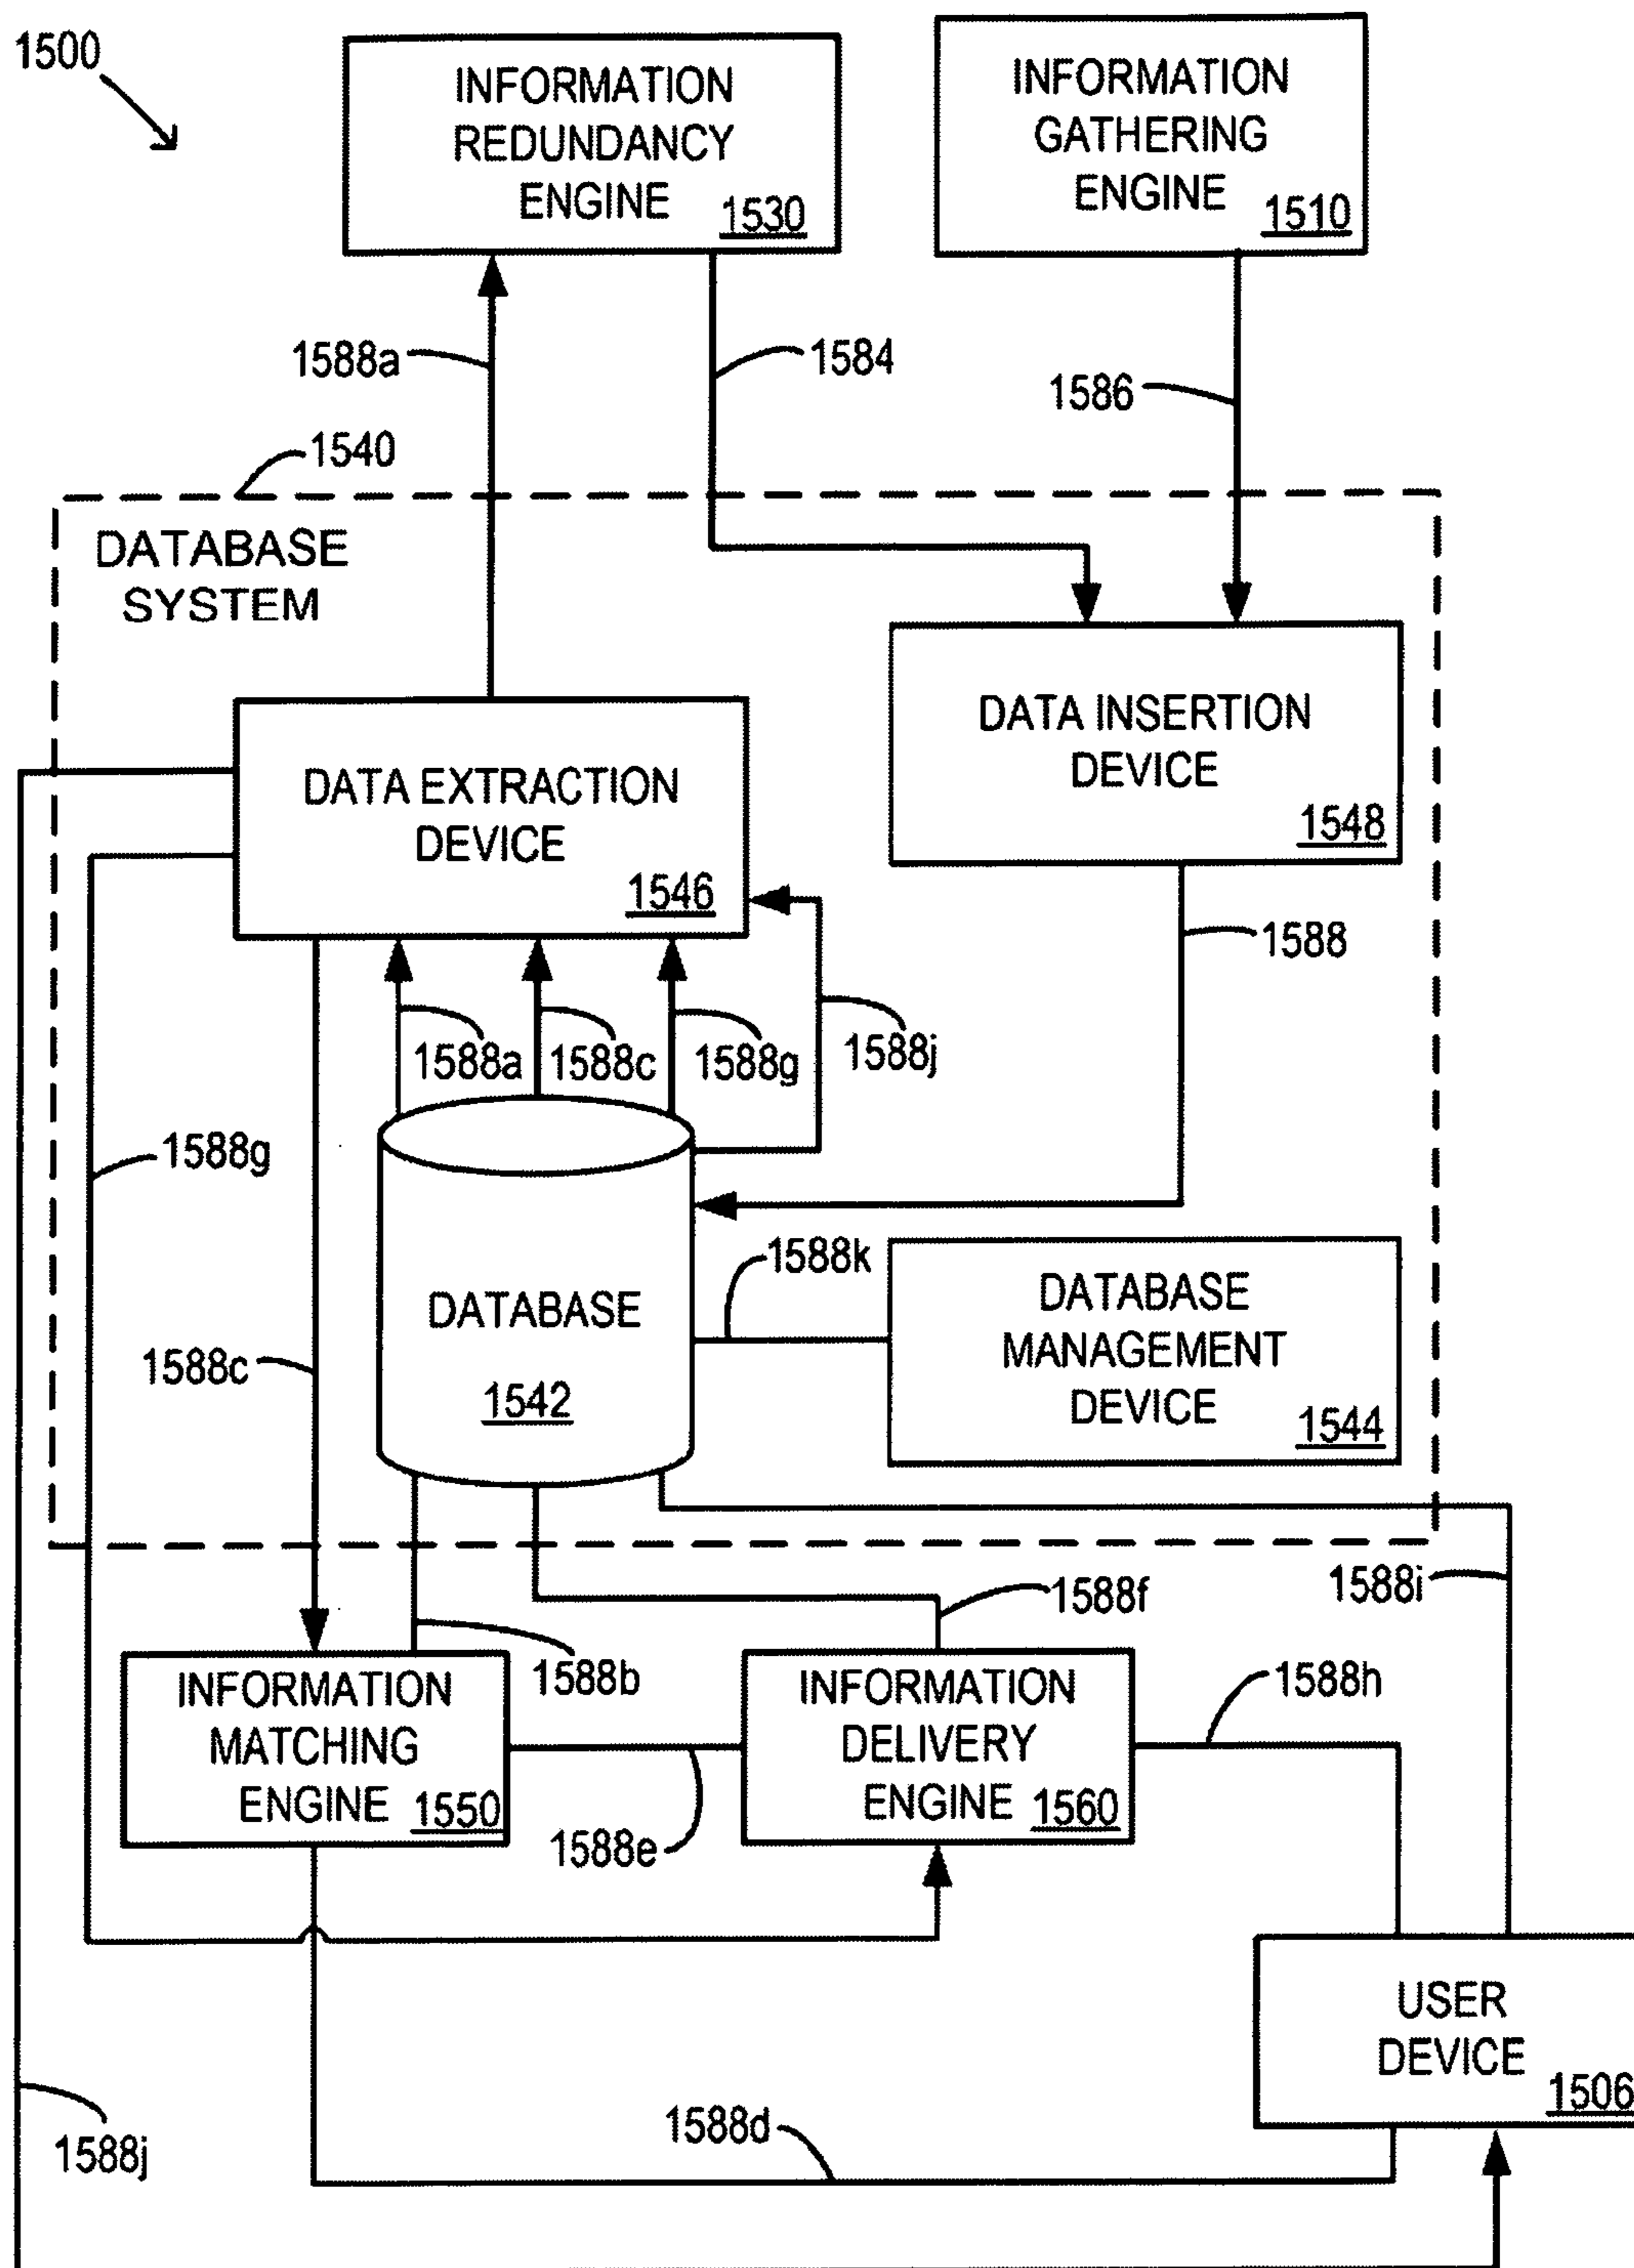 1500
INFORMATION
REDUNDANCY
ENGINE
1530
INFORMATION
GATHERING
ENGINE
1510
1588a
1584
1586
1540
DATABASE
SYSTEM
DATA EXTRACTION
DEVICE
1546
DATA INSERTION
DEVICE
1548
1588
1588a
1588c
1588g
1588j
1588g
1588k
DATABASE
1542
DATABASE
MANAGEMENT
DEVICE
1544
1588c
1588i
1588f
1588b
1588h
INFORMATION
MATCHING
ENGINE
1550
INFORMATION
DELIVERY
ENGINE
1560
1588e
USER
DEVICE
1506
1588d
1588j